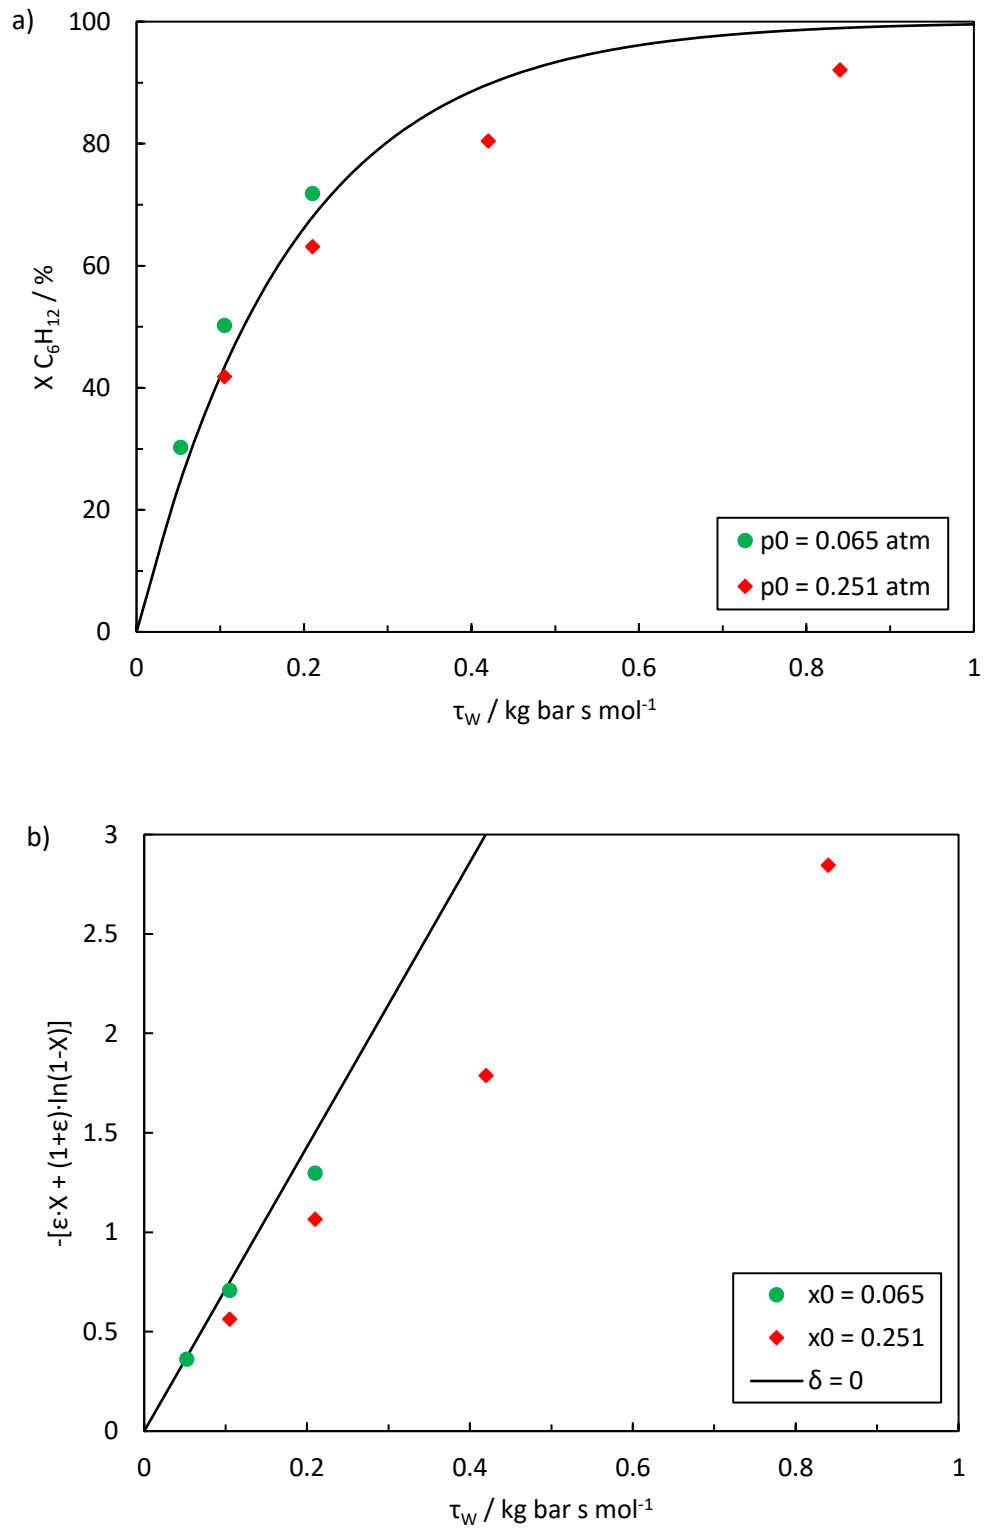 a)
100
80
60
40
20
0
X C₆H₁₂ / %
p0 = 0.065 atm
p0 = 0.251 atm
0 0.2 0.4 0.6 0.8 1
τ_W / kg bar s mol⁻¹
b)
3
2.5
2
1.5
1
0.5
0
-[ε·X + (1+ε)·ln(1-X)]
x0 = 0.065
x0 = 0.251
δ = 0
0 0.2 0.4 0.6 0.8 1
τ_W / kg bar s mol⁻¹